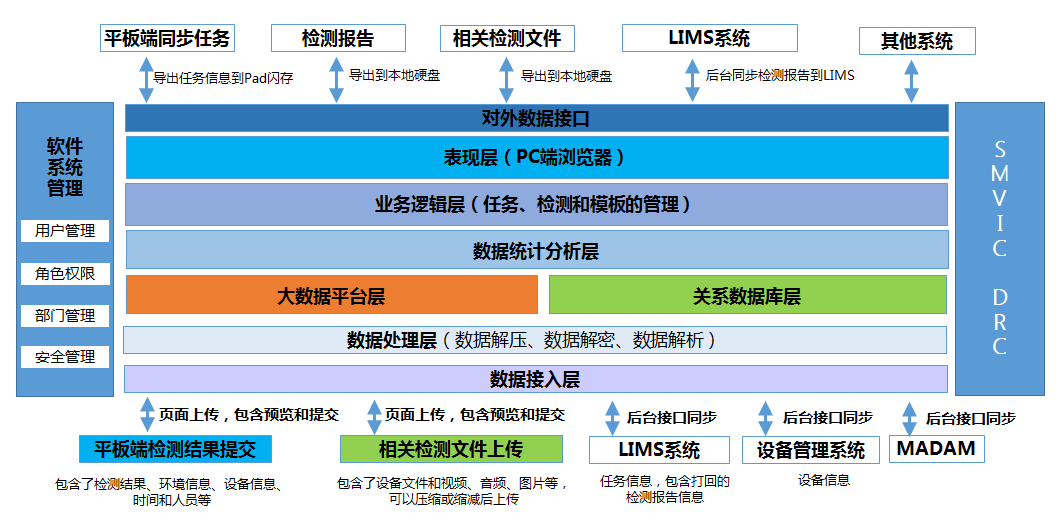 平板端同步任务
检测报告
相关检测文件
LIMS系统
其他系统
导出任务信息到Pad闪存
导出到本地硬盘
导出到本地硬盘
后台同步检测报告到LIMS
软件
系统
管理
用户管理
角色权限
部门管理
安全管理
对外数据接口
表现层（PC端浏览器）
业务逻辑层（任务、检测和模板的管理）
数据统计分析层
大数据平台层
关系数据库层
数据处理层（数据解压、数据解密、数据解析）
数据接入层
SMVIC DRC
页面上传，包含预览和提交
页面上传，包含预览和提交
后台接口同步
后台接口同步
后台接口同步
平板端检测结果提交
相关检测文件上传
LIMS系统
设备管理系统
MADAM
包含了检测结果、环境信息、设备信息、
时间和人员等
包含了设备文件和视频、音频、图片等，
可以压缩或缩减后上传
任务信息，包含打回的
检测报告信息
设备信息